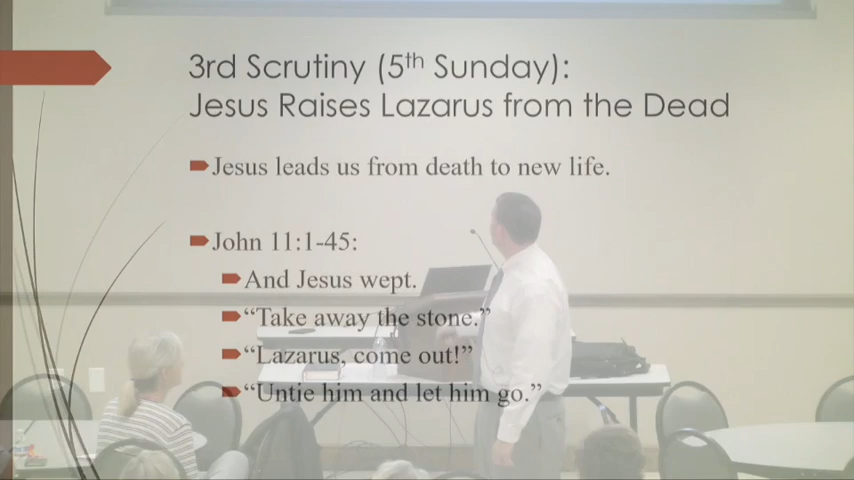 3rd Scrutiny (5th Sunday):
Jesus Raises Lazarus from the Dead
Jesus leads us from death to new life.
John 11:1-45:
And Jesus wept.
“Take away the stone.”
“Lazarus, come out!”
“Untie him and let him go.”